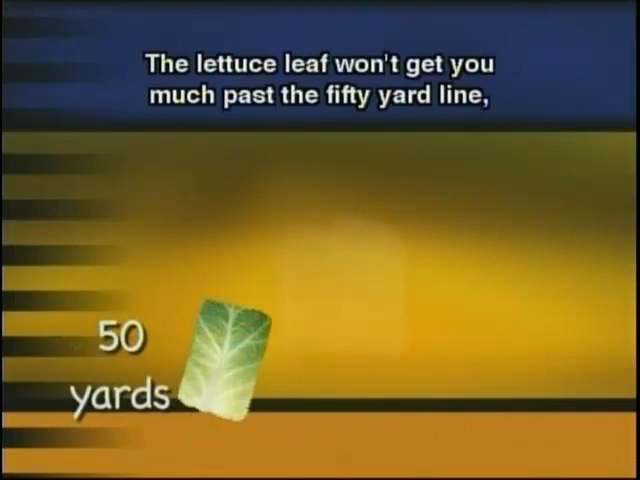 The lettuce leaf won't get you
much past the fifty yard line,
50
yards